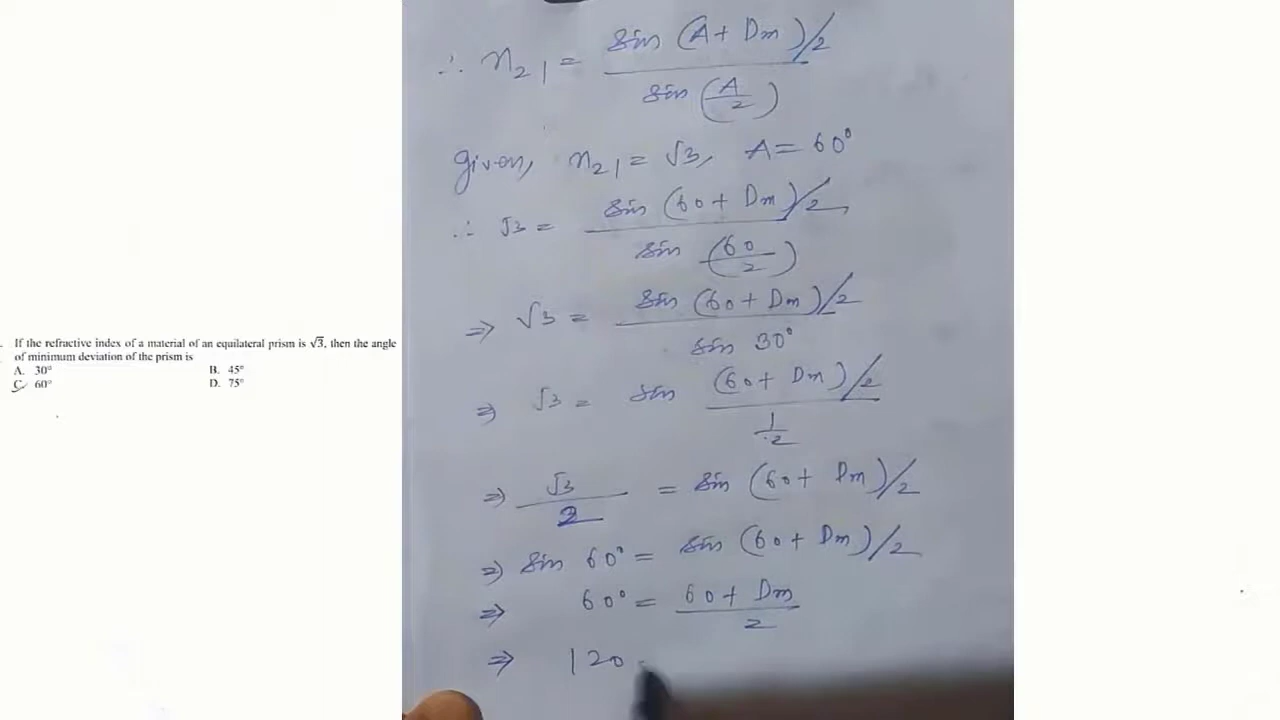 If the refractive index of a material of an equilateral prism is √3, then the angle
of minimum deviation of the prism is
A. 30° B. 45°
C. 60° D. 75°
∴ n₂₁ = sin (A + Dm)/2 / sin (A/2)
Given, n₂₁ = √3, A = 60°
∴ √3 = sin (60 + Dm)/2 / sin (60/2)
⇒ √3 = sin (60 + Dm)/2 / sin 30°
⇒ √3 = sin (60 + Dm)/2 / 1/2
⇒ √3/2 = sin (60 + Dm)/2
⇒ sin 60° = sin (60 + Dm)/2
⇒ 60° = 60 + Dm / 2
⇒ 120